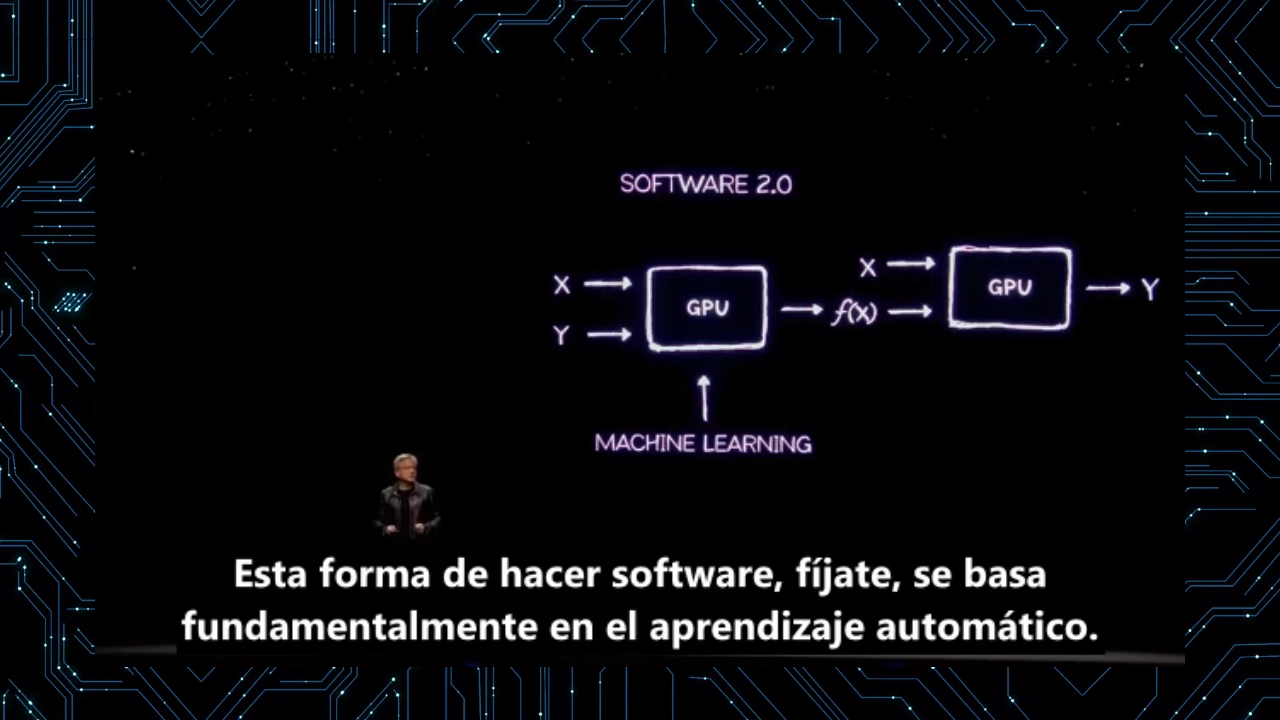 SOFTWARE 2.0
X
Y
GPU
MACHINE LEARNING
f(x)
X
GPU
Y
Esta forma de hacer software, fíjate, se basa
fundamentalmente en el aprendizaje automático.